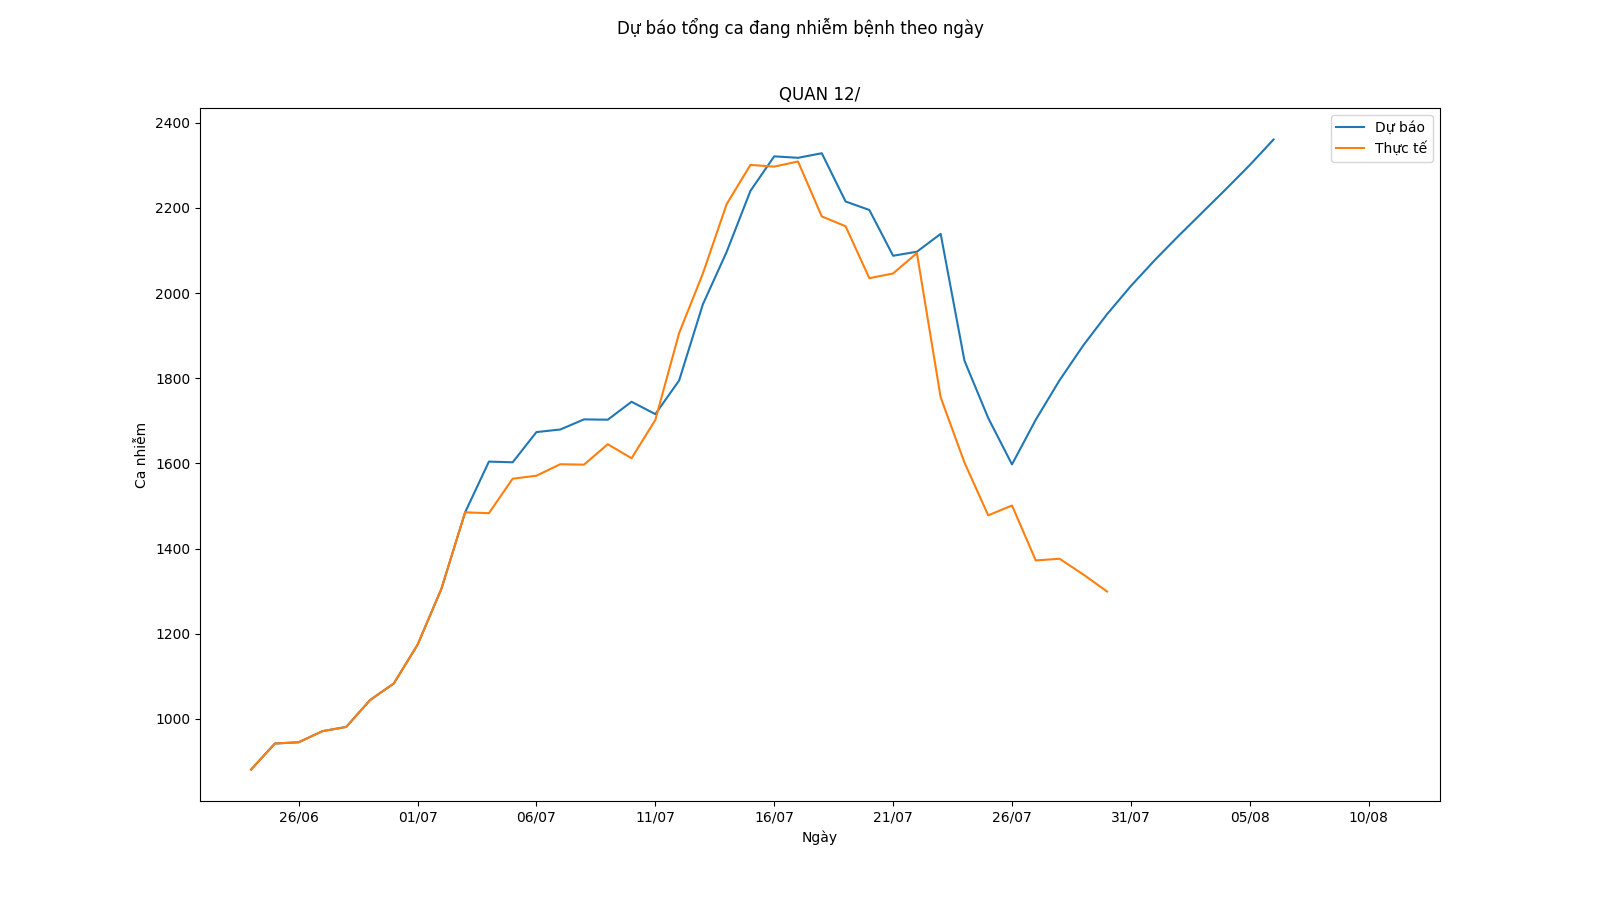 Dự báo tổng ca đang nhiễm bệnh theo ngày
QUAN 12/
Dự báo
Thực tế
2400
2200
2000
1800
1600
1400
1200
1000
Ca nhiễm
26/06 01/07 06/07 11/07 16/07 21/07 26/07 31/07 05/08 10/08
Ngày